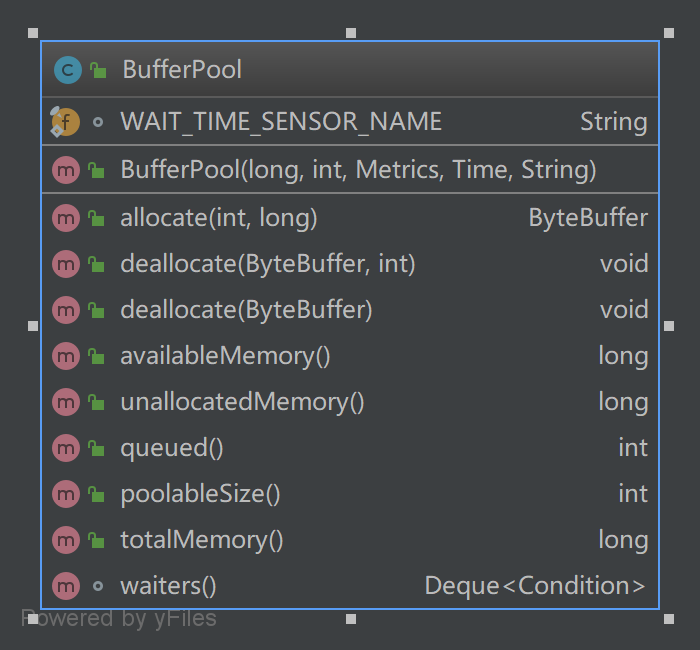 BufferPool
WAIT_TIME_SENSOR_NAME String
BufferPool(long, int, Metrics, Time, String)
allocate(int, long) ByteBuffer
deallocate(ByteBuffer, int) void
deallocate(ByteBuffer) void
availableMemory() long
unallocatedMemory() long
queued() int
poolableSize() int
totalMemory() long
waiters() Deque<Condition>
Powered by yFiles